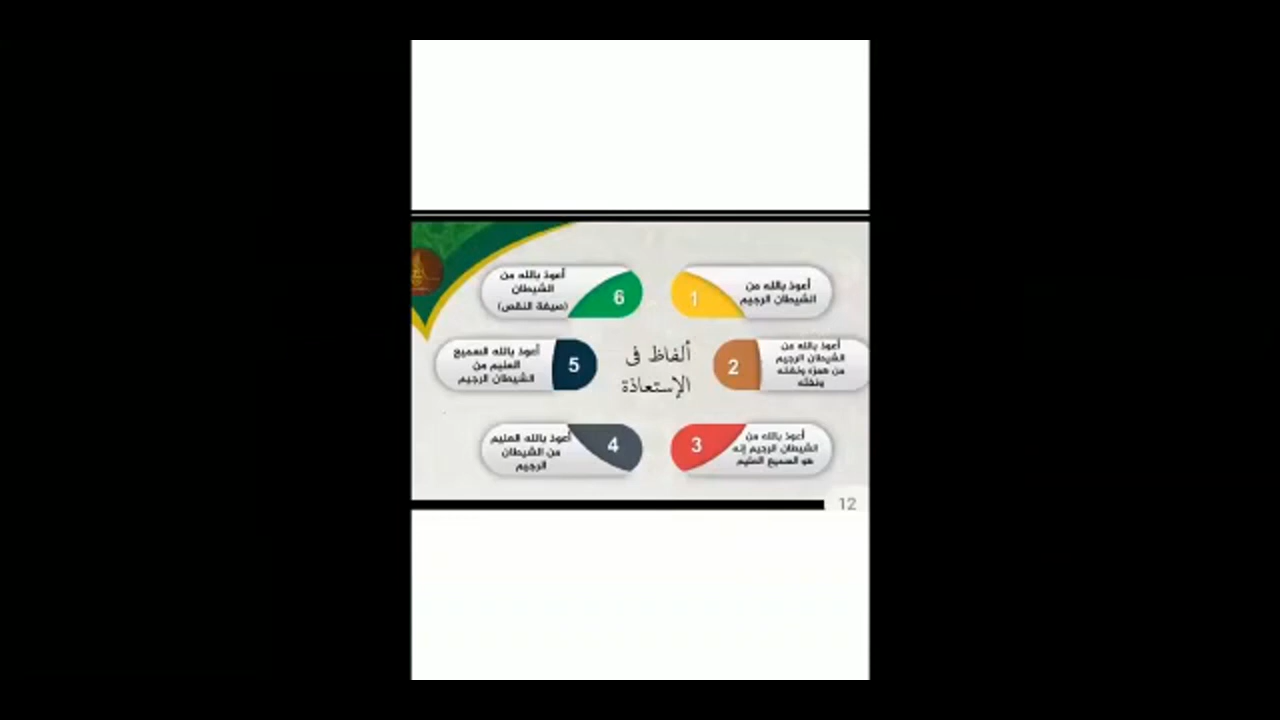 ألفاظ فى
الإستعاذة
1
أعوذ بالله من
الشيطان الرجيم
2
أعوذ بالله من
الشيطان الرجيم
من همزه ونفخه
ونفثه
3
أعوذ بالله من
الشيطان الرجيم إنه
هو السميع العليم
4
أعوذ بالله العليم
من الشيطان
الرجيم
5
أعوذ بالله السميع
العليم من
الشيطان الرجيم
6
أعوذ بالله من
الشيطان
(صيغة النقص)
12